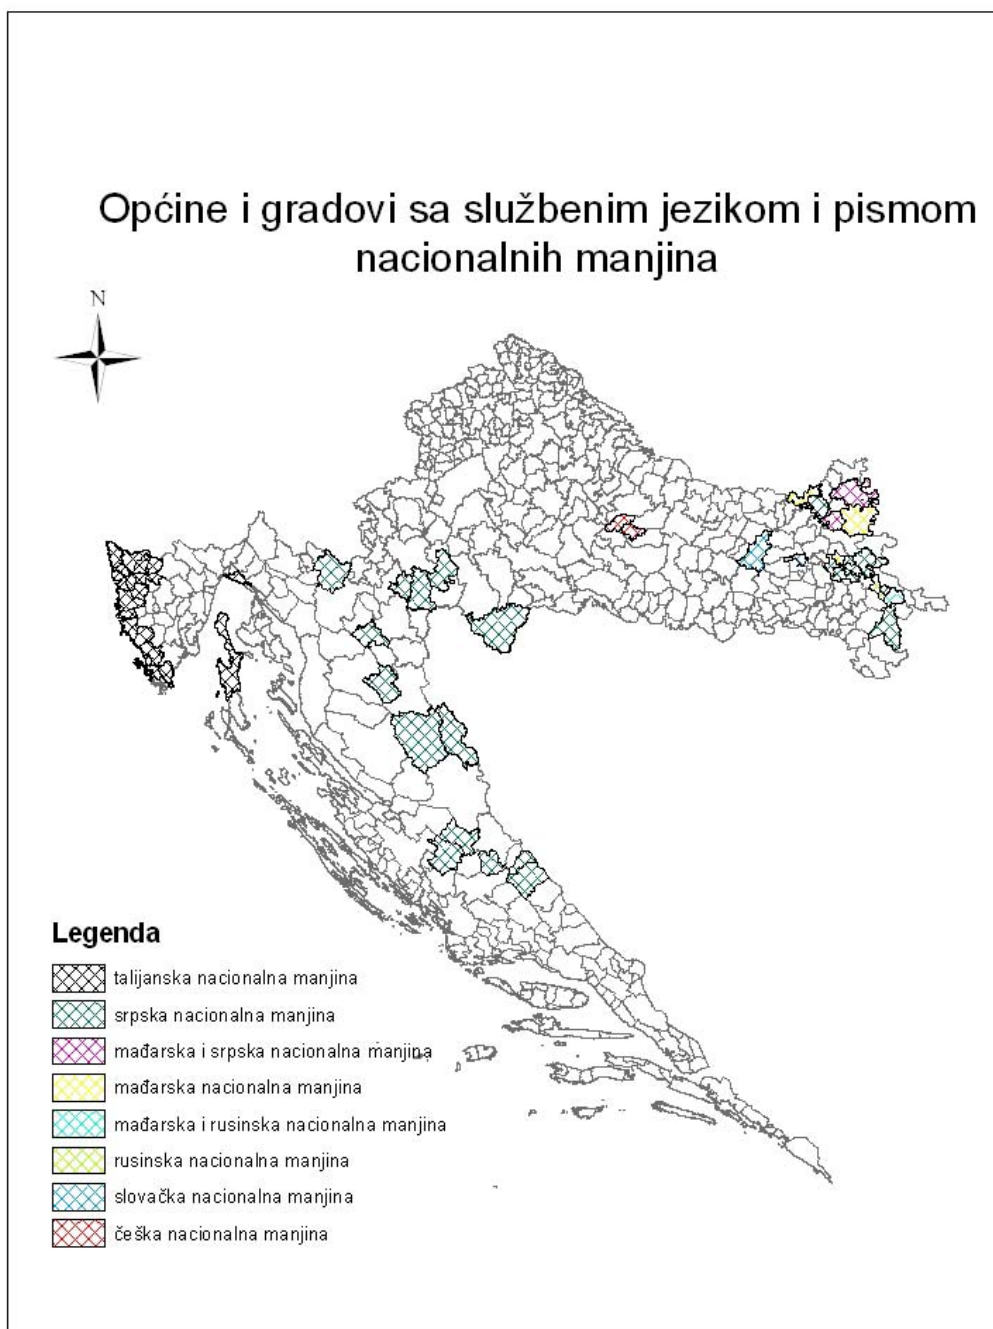 Općine i gradovi sa službenim jezikom i pismom
nacionalnih manjina
N
Legenda
talijanska nacionalna manjina
srpska nacionalna manjina
mađarska i srpska nacionalna manjina
mađarska nacionalna manjina
mađarska i rusinska nacionalna manjina
rusinska nacionalna manjina
slovačka nacionalna manjina
češka nacionalna manjina